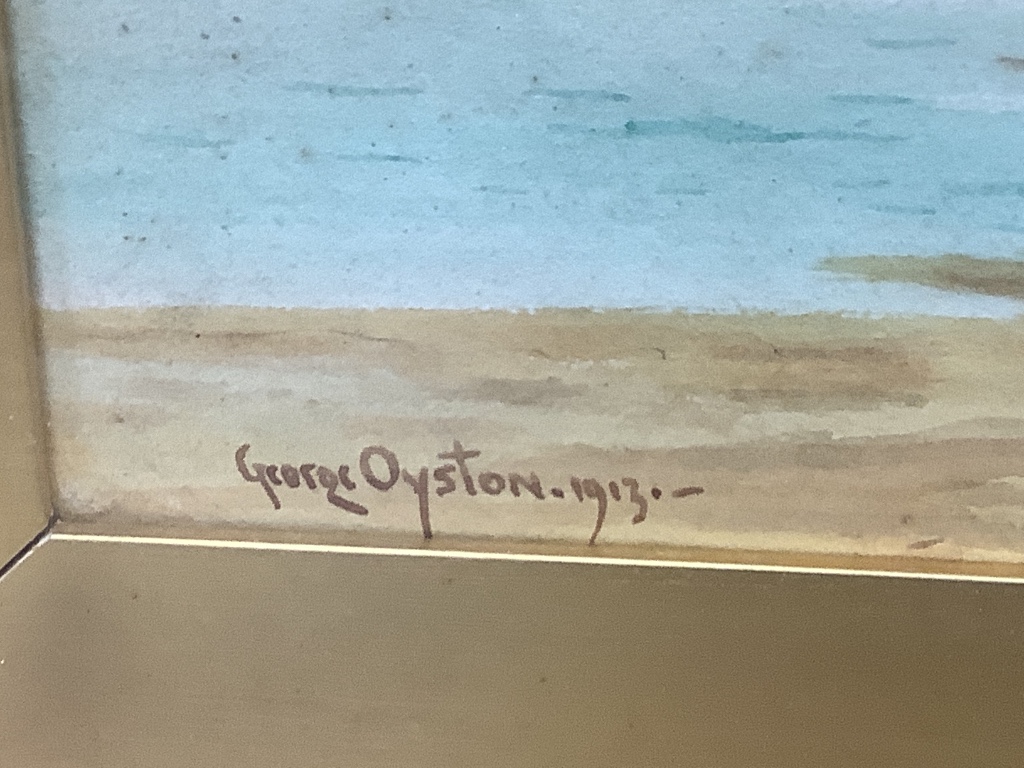 George Oyston. 1913. –